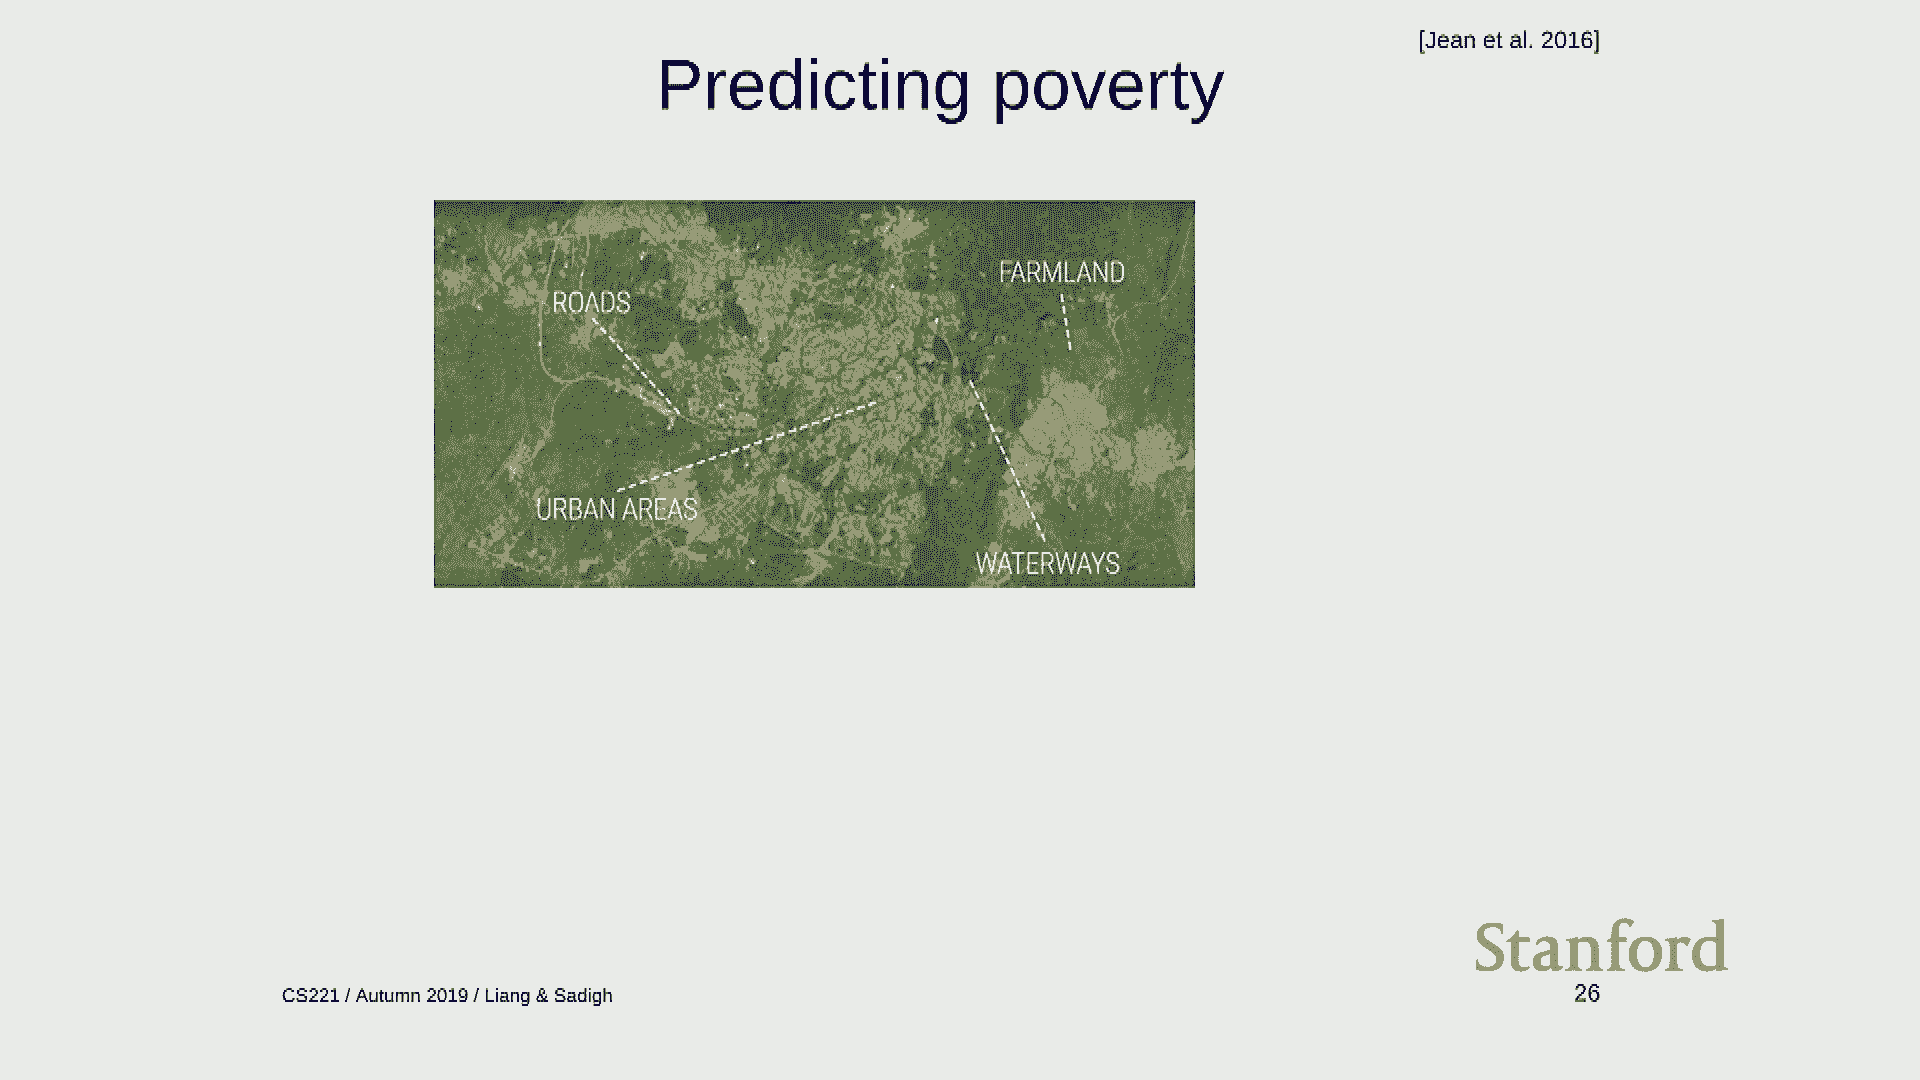 [Jean et al. 2016]
Predicting poverty
FARMLAND
ROADS
URBAN AREAS
WATERWAYS
Stanford
CS221 / Autumn 2019 / Liang & Sadigh
26